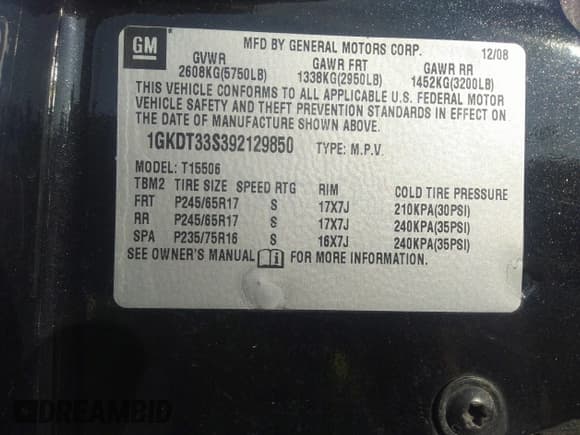 GM
MFD BY GENERAL MOTORS CORP. 12/08
GVWR GAWR FRT GAWR RR
2608KG(5750LB) 1338KG(2950LB) 1452KG(3200LB)
THIS VEHICLE CONFORMS TO ALL APPLICABLE U.S. FEDERAL MOTOR
VEHICLE SAFETY AND THEFT PREVENTION STANDARDS IN EFFECT ON
THE DATE OF MANUFACTURE SHOWN ABOVE.
1GKDT33S392129850 TYPE: M.P.V.
MODEL: T15506
TBM2 TIRE SIZE SPEED RTG RIM COLD TIRE PRESSURE
FRT P245/65R17 S 17X7J 210KPA(30PSI)
RR P245/65R17 S 17X7J 240KPA(35PSI)
SPA P235/75R16 S 16X7J 240KPA(35PSI)
SEE OWNER'S MANUAL i FOR MORE INFORMATION.
DREAMBID